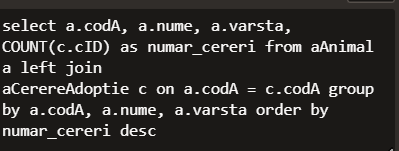 select a.codA, a.nume, a.varsta,
COUNT(c.cID) as numar_cereri from aAnimal
a left join
aCerereAdoptie c on a.codA = c.codA group
by a.codA, a.nume, a.varsta order by
numar_cereri desc